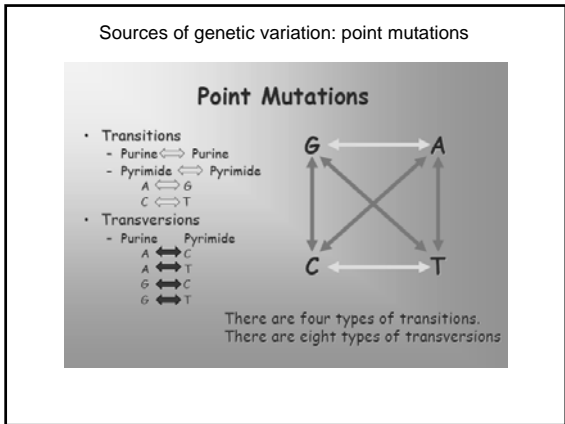 Sources of genetic variation: point mutations
Point Mutations
• Transitions
- Purine ⇔ Purine
- Pyrimide ⇔ Pyrimide
A ⇔ G
C ⇔ T
• Transversions
- Purine Pyrimide
A ⬌ C
A ⬌ T
G ⬌ C
G ⬌ T
G A
C T
There are four types of transitions.
There are eight types of transversions